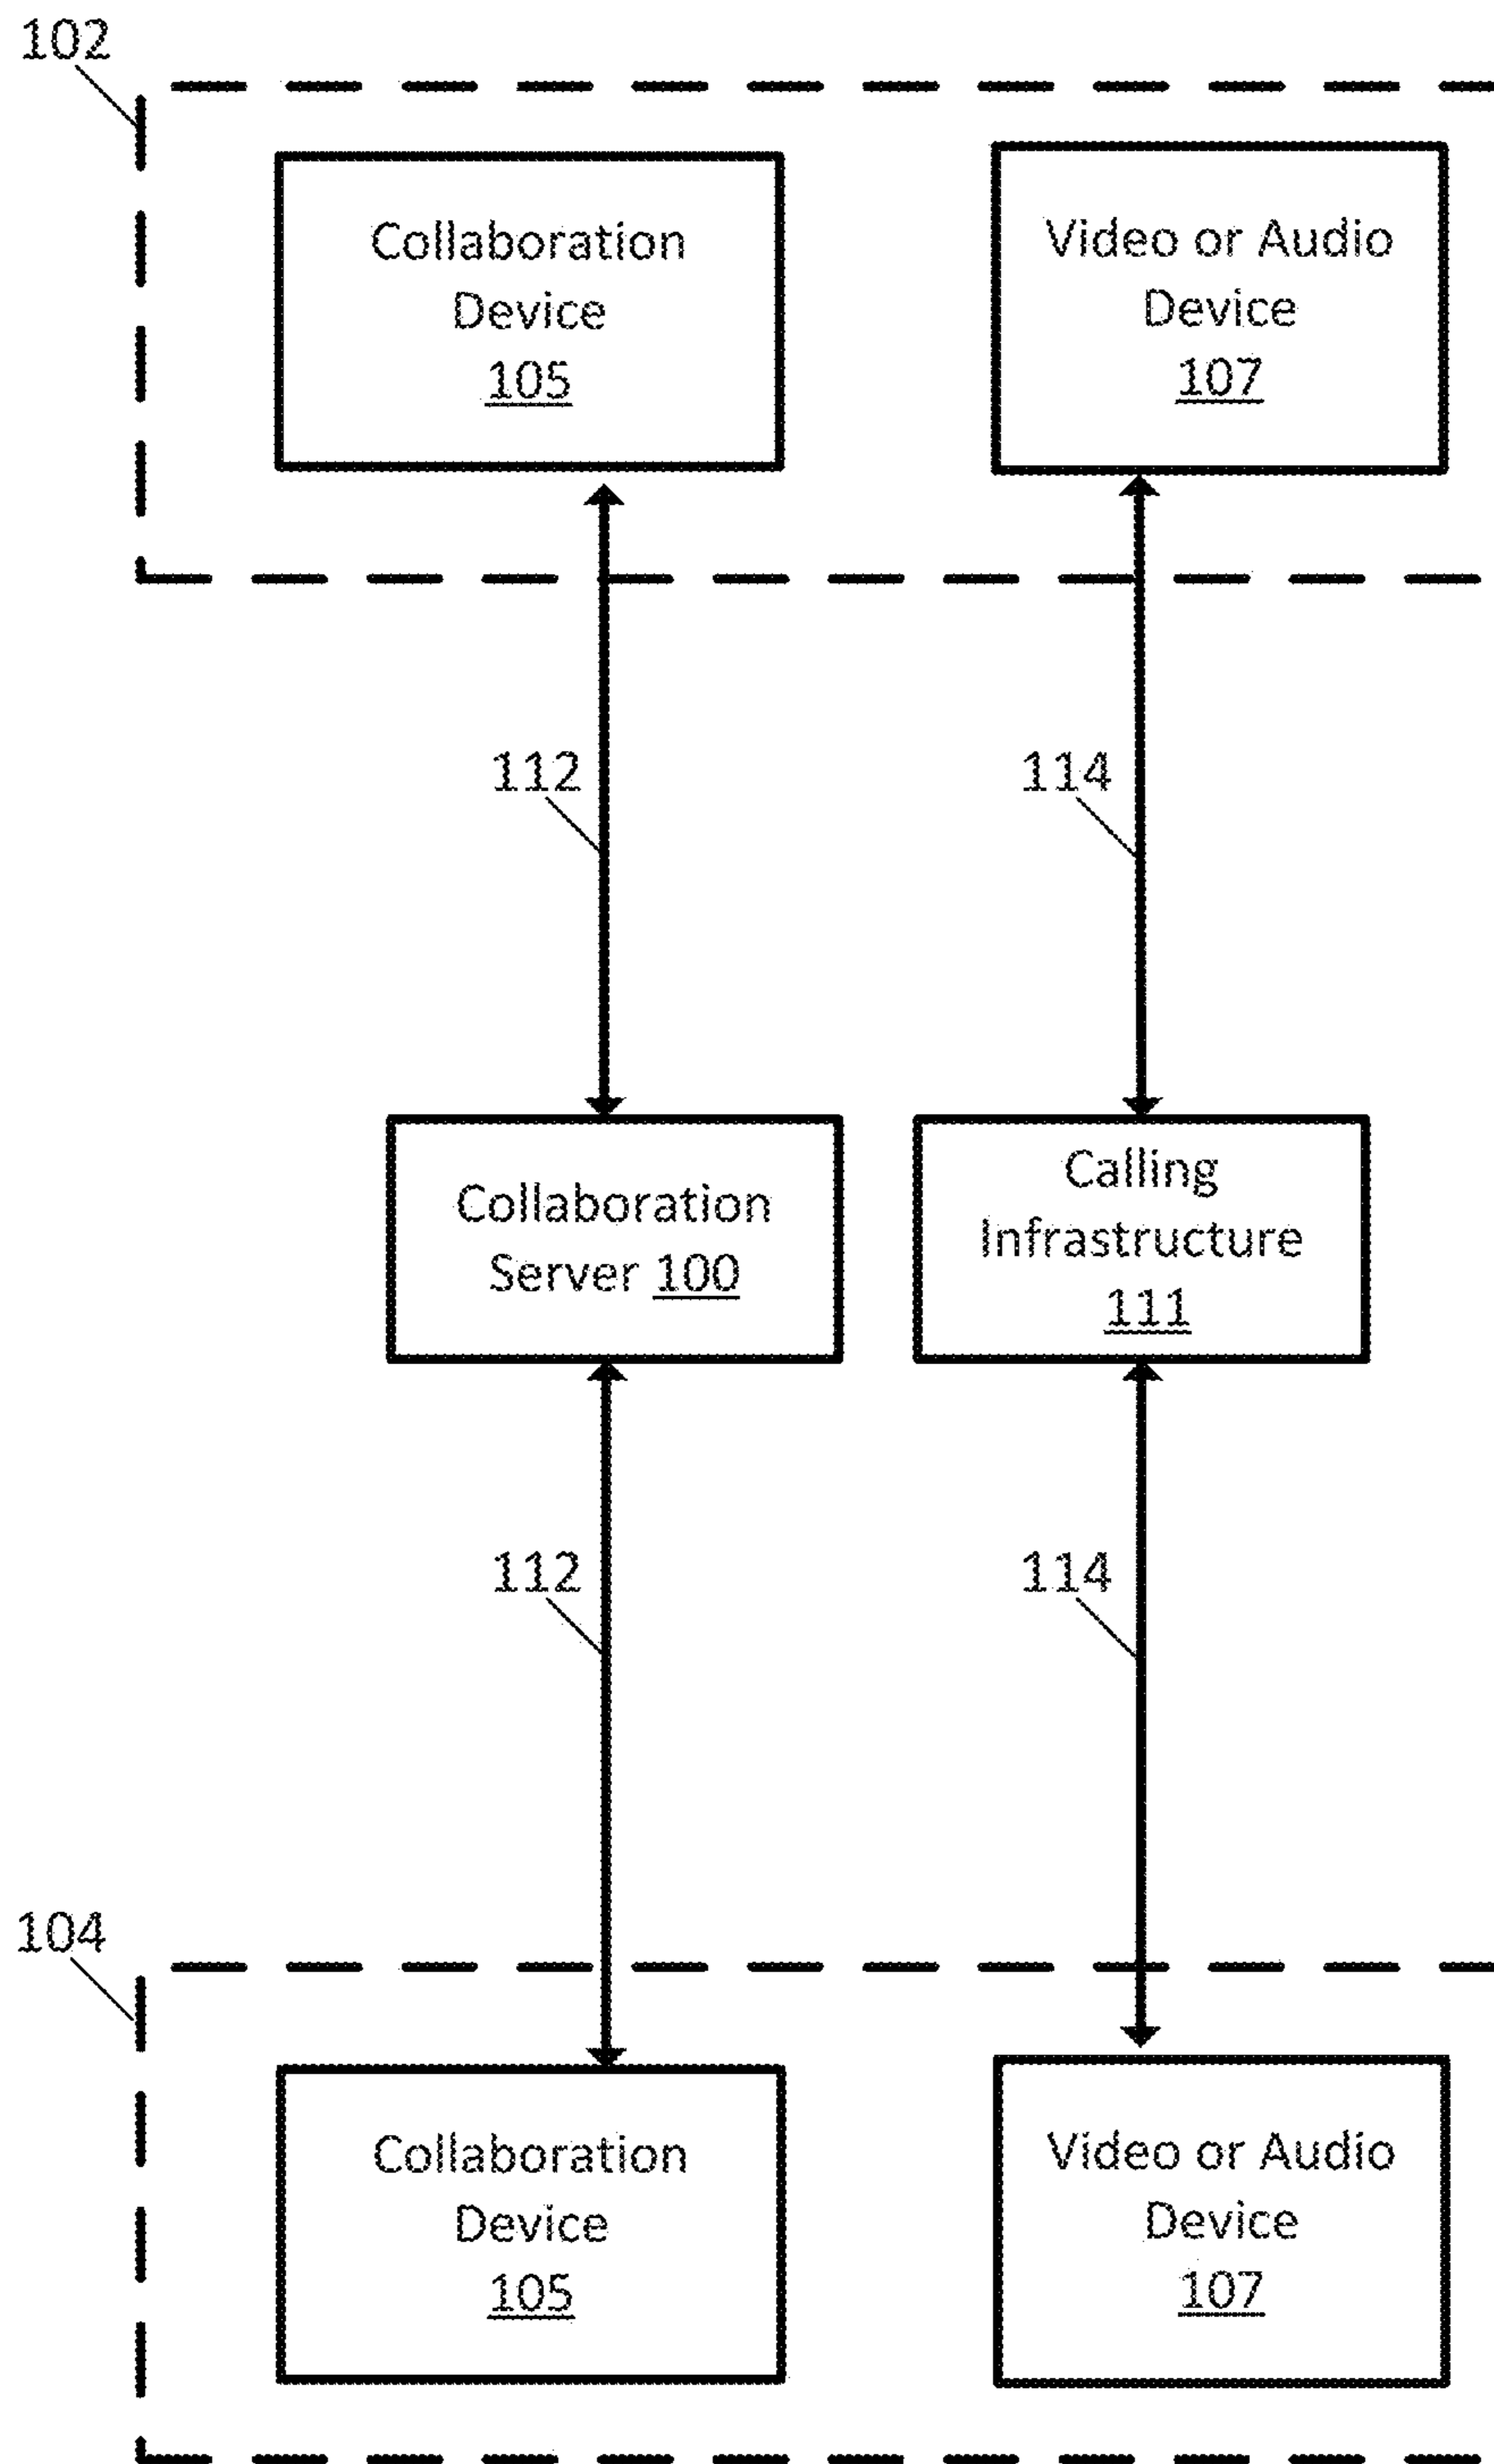 102
Collaboration
Device
105
Video or Audio
Device
107
112
114
Collaboration
Server 100
Calling
Infrastructure
111
112
114
104
Collaboration
Device
105
Video or Audio
Device
107